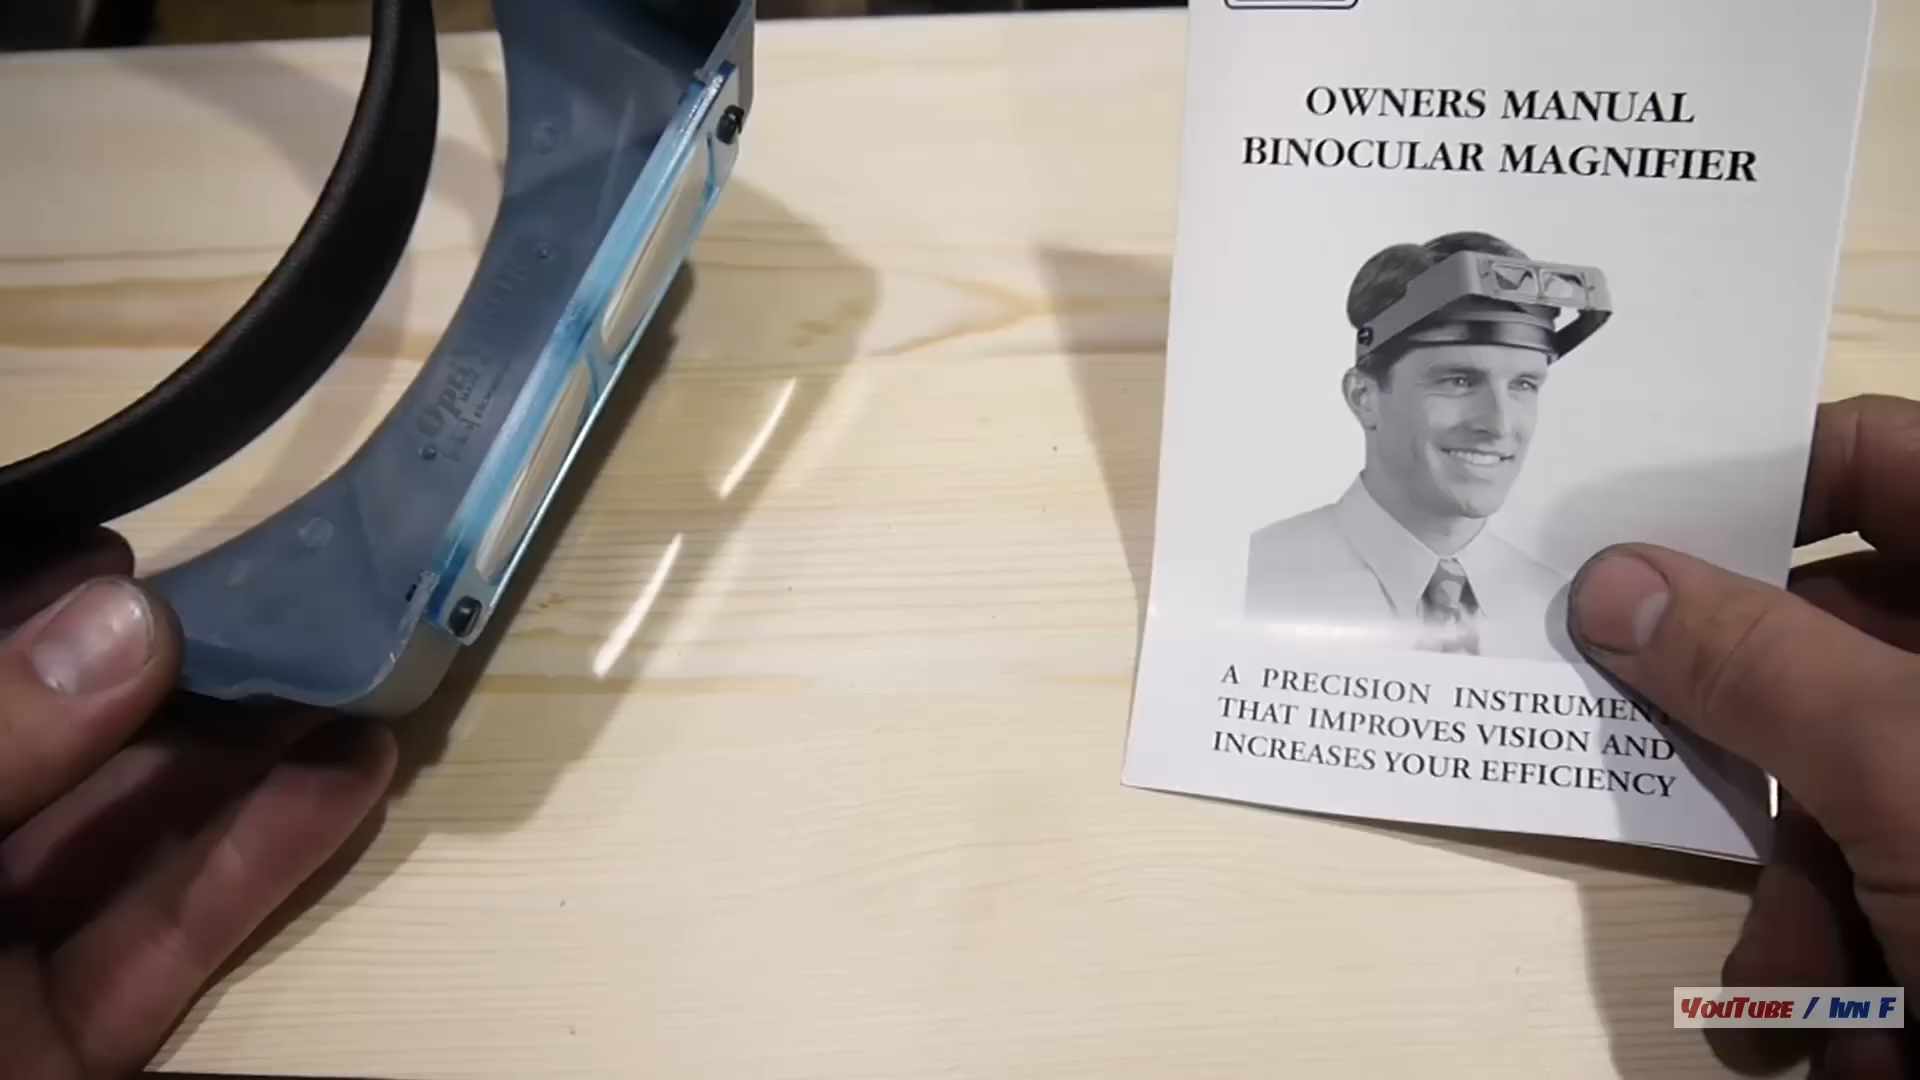 OWNERS MANUAL
BINOCULAR MAGNIFIER
A PRECISION INSTRUMENT
THAT IMPROVES VISION AND
INCREASES YOUR EFFICIENCY
YouTube / Ivn F